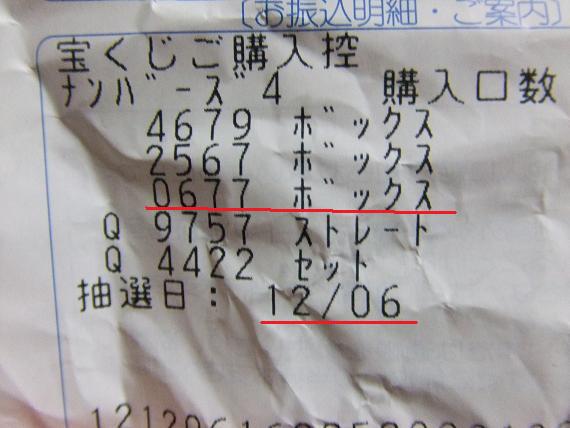 〔お振込明細・ご案内〕
宝くじご購入控
ナンバーズ4 購入口数
4679 ボックス
2567 ボックス
0677 ボックス
Q 9757 ストレート
Q 4422 セット
抽選日：12/06